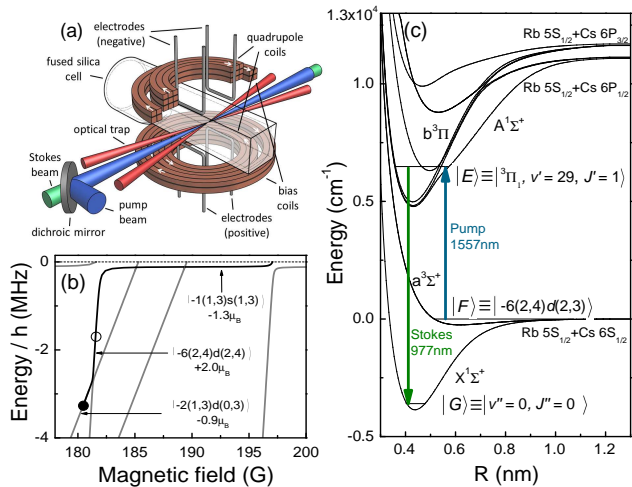 (a)
electrodes
(negative)
quadrupole
coils
fused silica
cell
optical trap
Stokes
beam
pump
beam
dichroic mirror
electrodes
(positive)
bias
coils
(b)
Energy / h (MHz)
0
-2
-4
|-1(1,3)s(1,3)⟩
-1.3μB
|-6(2,4)d(2,4)⟩
+2.0μB
|-2(1,3)d(0,3)⟩
-0.9μB
180 185 190 195 200
Magnetic field (G)
(c)
Energy (cm⁻¹)
1.3x10⁴
1.0
0.5
0.0
-0.5
Rb 5S1/2+Cs 6P3/2
Rb 5S1/2+Cs 6P1/2
b³Π
A¹Σ⁺
|E⟩≡|³Π1, v' = 29, J' = 1⟩
Pump
1557nm
a³Σ⁺
|F⟩≡|-6(2,4)d(2,3)⟩
Rb 5S1/2+Cs 6S1/2
Stokes
977nm
X¹Σ⁺
|G⟩≡|v''= 0, J''= 0 ⟩
0.4 0.6 0.8 1.0 1.2
R (nm)